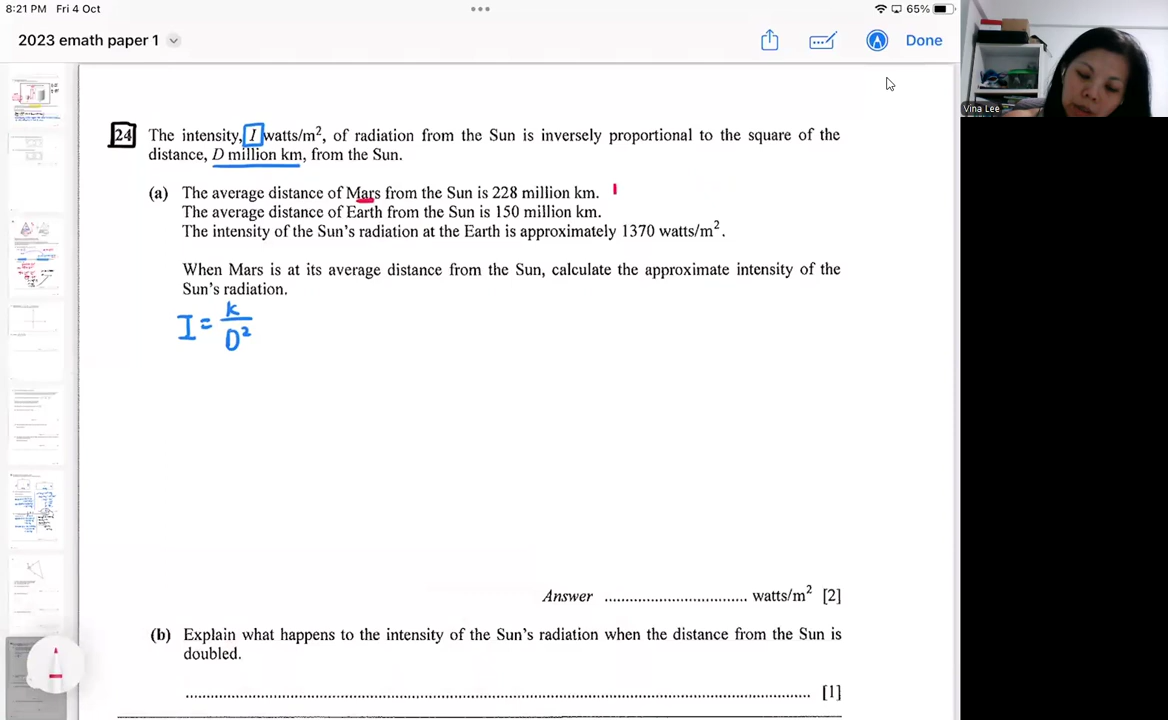 8:21 PM Fri 4 Oct
65%
2023 emath paper 1
Done
Vina Lee
24 The intensity, I watts/m², of radiation from the Sun is inversely proportional to the square of the
distance, D million km, from the Sun.
(a) The average distance of Mars from the Sun is 228 million km.
The average distance of Earth from the Sun is 150 million km.
The intensity of the Sun's radiation at the Earth is approximately 1370 watts/m².
When Mars is at its average distance from the Sun, calculate the approximate intensity of the
Sun's radiation.
I = k/D²
Answer ................................ watts/m² [2]
(b) Explain what happens to the intensity of the Sun's radiation when the distance from the Sun is
doubled.
................................................................ [1]